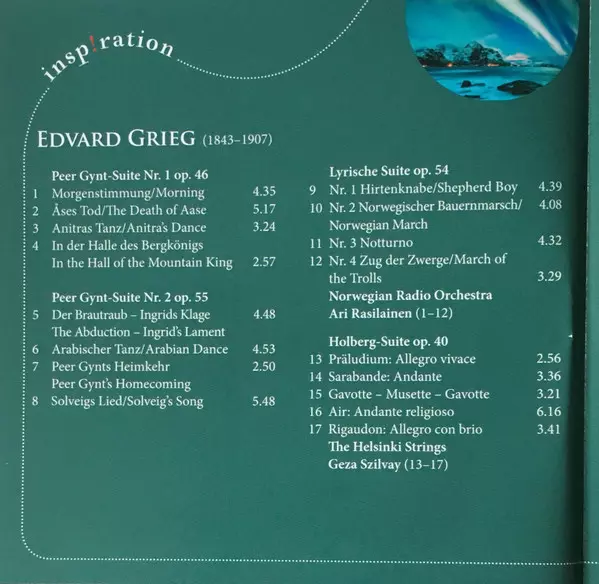 insp!ration
EDVARD GRIEG (1843–1907)
Peer Gynt-Suite Nr. 1 op. 46
1 Morgenstimmung/Morning 4.35
2 Åses Tod/The Death of Aase 5.17
3 Anitras Tanz/Anitra's Dance 3.24
4 In der Halle des Bergkönigs
In the Hall of the Mountain King 2.57
Peer Gynt-Suite Nr. 2 op. 55
5 Der Brautraub – Ingrids Klage 4.48
The Abduction – Ingrid's Lament
6 Arabischer Tanz/Arabian Dance 4.53
7 Peer Gynts Heimkehr 2.50
Peer Gynt's Homecoming
8 Solveigs Lied/Solveig's Song 5.48
Lyrische Suite op. 54
9 Nr. 1 Hirtenknabe/Shepherd Boy 4.39
10 Nr. 2 Norwegischer Bauernmarsch/ 4.08
Norwegian March
11 Nr. 3 Notturno 4.32
12 Nr. 4 Zug der Zwerge/March of
the Trolls 3.29
Norwegian Radio Orchestra
Ari Rasilainen (1–12)
Holberg-Suite op. 40
13 Präludium: Allegro vivace 2.56
14 Sarabande: Andante 3.36
15 Gavotte – Musette – Gavotte 3.21
16 Air: Andante religioso 6.16
17 Rigaudon: Allegro con brio 3.41
The Helsinki Strings
Geza Szilvay (13–17)